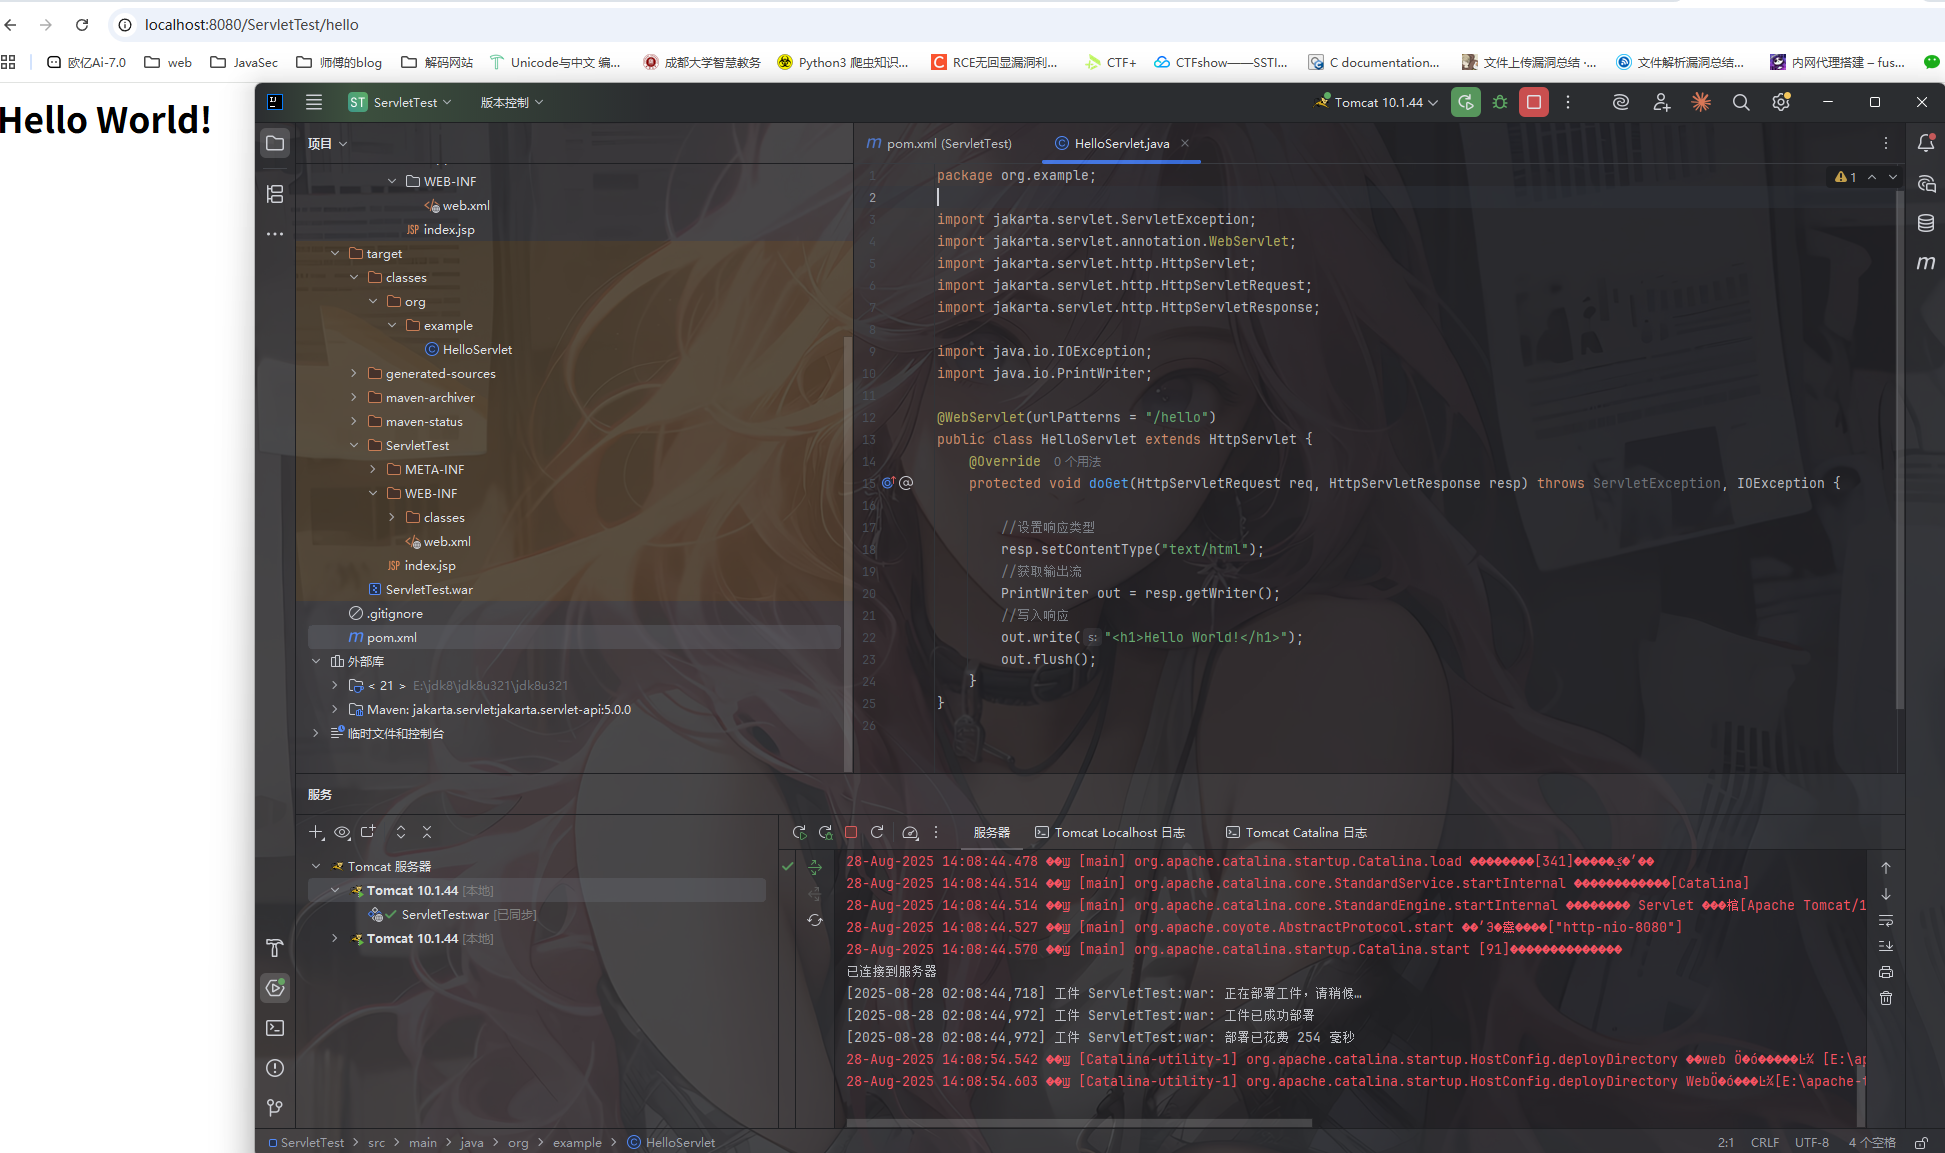 localhost:8080/ServletTest/hello
欧亿Ai-7.0 web JavaSec 师傅的blog 解码网站 Unicode与中文 编... 成都大学智慧教务 Python3 爬虫知识... RCE无回显漏洞利... CTF+ CTFshow——SSTI... C documentation... 文件上传漏洞总结 ·... 文件解析漏洞总结... 内网代理搭建 – fus...
Hello World!
ST ServletTest 版本控制 Tomcat 10.1.44
项目
WEB-INF
web.xml
JSP index.jsp
target
classes
org
example
HelloServlet
generated-sources
maven-archiver
maven-status
ServletTest
META-INF
WEB-INF
classes
web.xml
JSP index.jsp
ServletTest.war
.gitignore
pom.xml
外部库
< 21 > E:\jdk8\jdk8u321\jdk8u321
Maven: jakarta.servlet:jakarta.servlet-api:5.0.0
临时文件和控制台
pom.xml (ServletTest) HelloServlet.java
1
1 package org.example;
2
3 import jakarta.servlet.ServletException;
4 import jakarta.servlet.annotation.WebServlet;
5 import jakarta.servlet.http.HttpServlet;
6 import jakarta.servlet.http.HttpServletRequest;
7 import jakarta.servlet.http.HttpServletResponse;
8
9 import java.io.IOException;
10 import java.io.PrintWriter;
11
12 @WebServlet(urlPatterns = "/hello")
13 public class HelloServlet extends HttpServlet {
14 @Override 0 个用法
15 protected void doGet(HttpServletRequest req, HttpServletResponse resp) throws ServletException, IOException {
16
17 //设置响应类型
18 resp.setContentType("text/html");
19 //获取输出流
20 PrintWriter out = resp.getWriter();
21 //写入响应
22 out.write( s: "<h1>Hello World!</h1>");
23 out.flush();
24 }
25 }
26
服务
服务器 Tomcat Localhost 日志 Tomcat Catalina 日志
Tomcat 服务器
Tomcat 10.1.44 [本地]
ServletTest:war [已同步]
Tomcat 10.1.44 [本地]
28-Aug-2025 14:08:44.478 [main] org.apache.catalina.startup.Catalina.load [341]
28-Aug-2025 14:08:44.514 [main] org.apache.catalina.core.StandardService.startInternal [Catalina]
28-Aug-2025 14:08:44.514 [main] org.apache.catalina.core.StandardEngine.startInternal Servlet [Apache Tomcat/1
28-Aug-2025 14:08:44.527 [main] org.apache.coyote.AbstractProtocol.start ["http-nio-8080"]
28-Aug-2025 14:08:44.570 [main] org.apache.catalina.startup.Catalina.start [91]
已连接到服务器
[2025-08-28 02:08:44,718] 工件 ServletTest:war: 正在部署工件，请稍候…
[2025-08-28 02:08:44,972] 工件 ServletTest:war: 工件已成功部署
[2025-08-28 02:08:44,972] 工件 ServletTest:war: 部署已花费 254 毫秒
28-Aug-2025 14:08:54.542 [Catalina-utility-1] org.apache.catalina.startup.HostConfig.deployDirectory web [E:\ap
28-Aug-2025 14:08:54.603 [Catalina-utility-1] org.apache.catalina.startup.HostConfig.deployDirectory Web [E:\apache-
ServletTest > src > main > java > org > example > HelloServlet
2:1 CRLF UTF-8 4 个空格